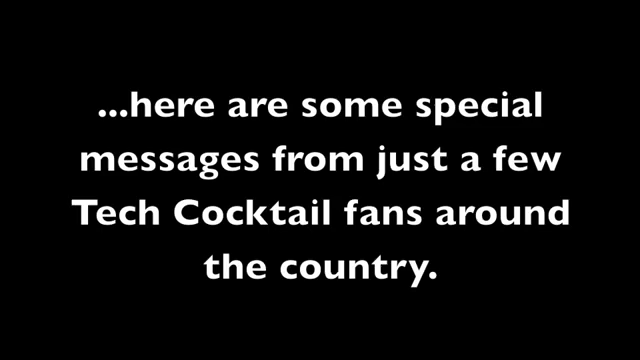 ...here are some special
messages from just a few
Tech Cocktail fans around
the country.